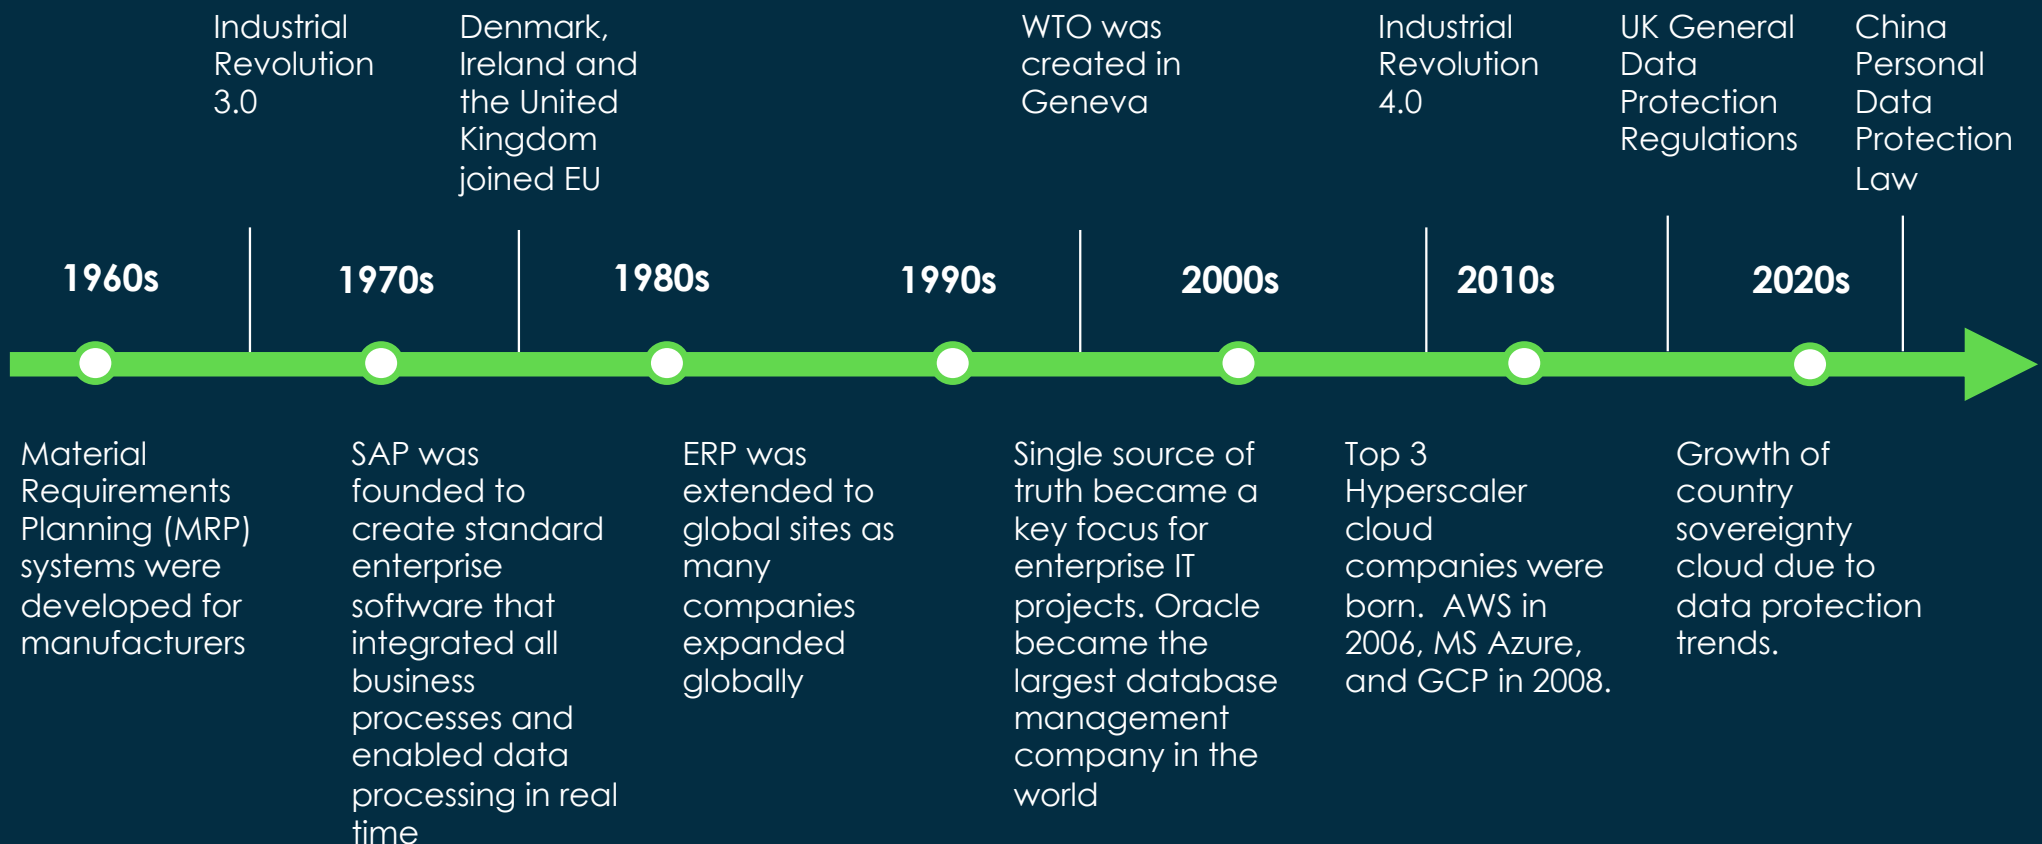 Industrial
Revolution
3.0
Denmark,
Ireland and
the United
Kingdom
joined EU
WTO was
created in
Geneva
Industrial
Revolution
4.0
UK General
Data
Protection
Regulations
China
Personal
Data
Protection
Law
1960s
1970s
1980s
1990s
2000s
2010s
2020s
Material
Requirements
Planning (MRP)
systems were
developed for
manufacturers
SAP was
founded to
create standard
enterprise
software that
integrated all
business
processes and
enabled data
processing in real
time
ERP was
extended to
global sites as
many
companies
expanded
globally
Single source of
truth became a
key focus for
enterprise IT
projects. Oracle
became the
largest database
management
company in the
world
Top 3
Hyperscaler
cloud
companies were
born.  AWS in
2006, MS Azure,
and GCP in 2008.
Growth of
country
sovereignty
cloud due to
data protection
trends.